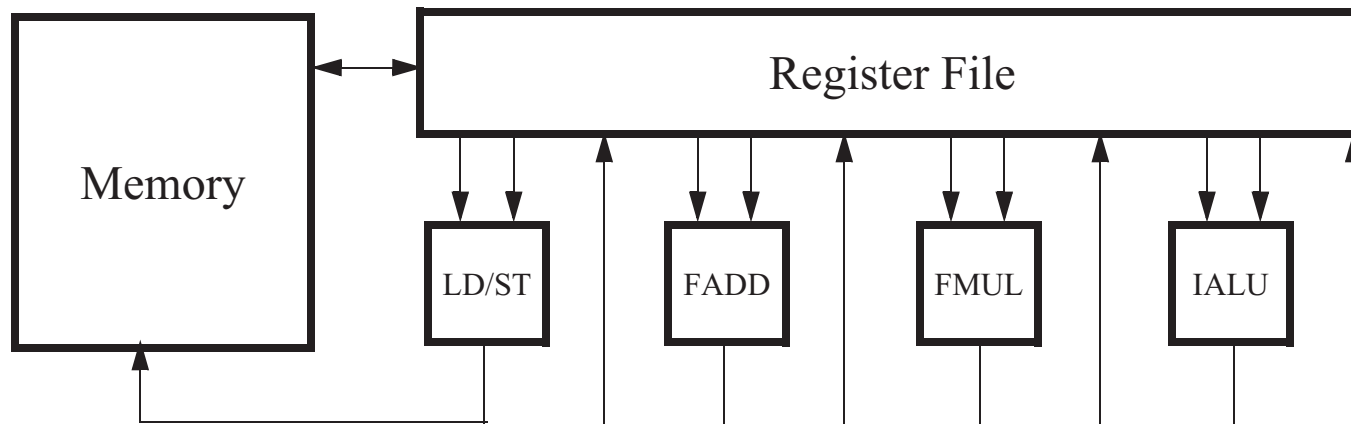 Register File
Memory
LD/ST
FADD
FMUL
IALU